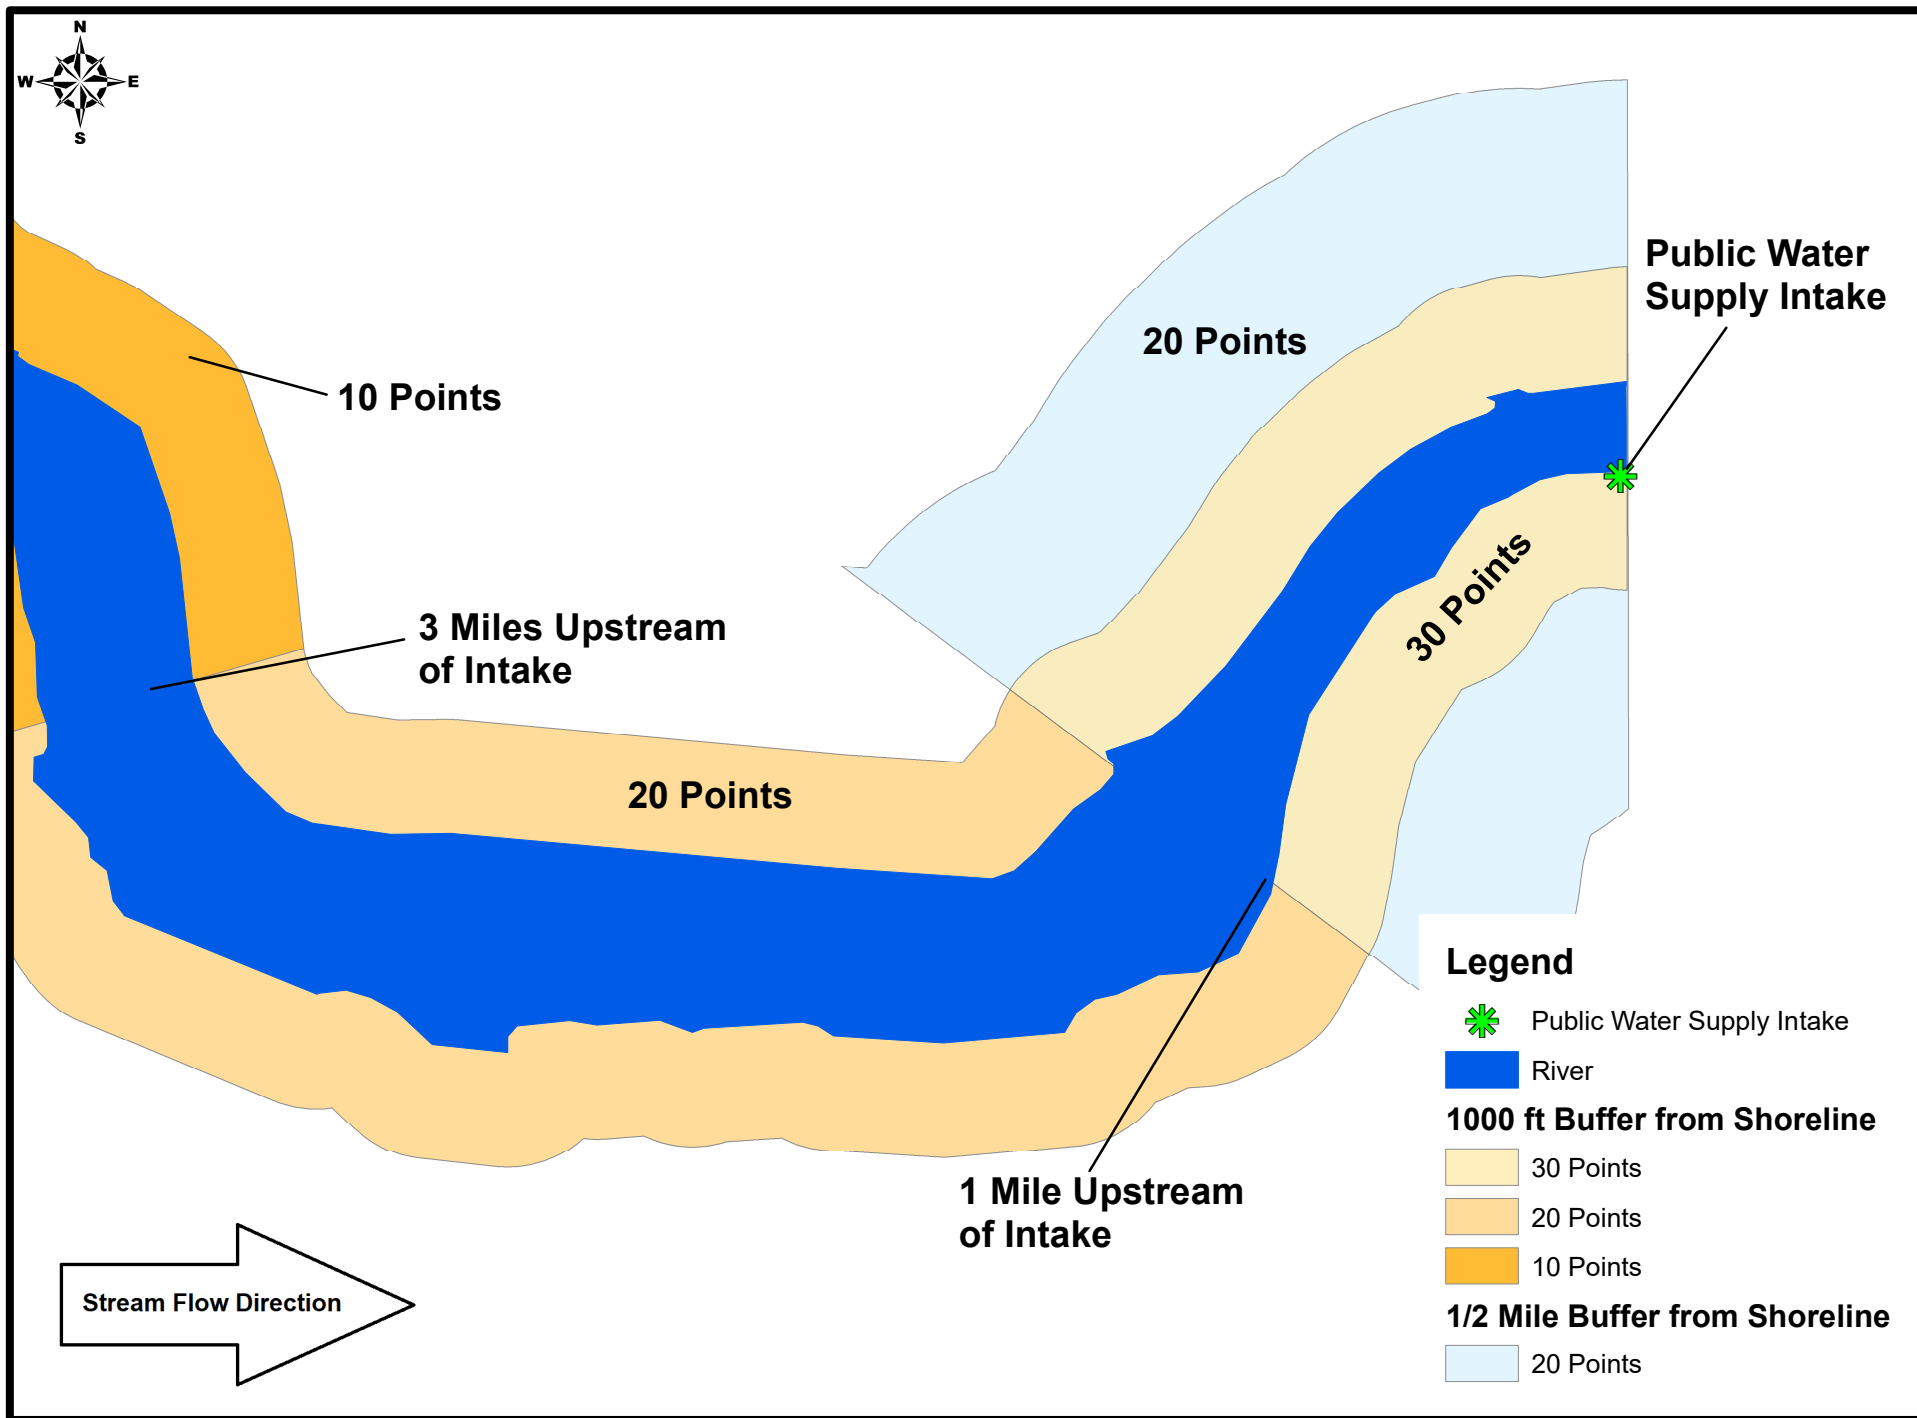 N
W
E
S
Public Water
Supply Intake
20 Points
10 Points
30 Points
3 Miles Upstream
of Intake
20 Points
Legend
Public Water Supply Intake
River
1000 ft Buffer from Shoreline
30 Points
20 Points
10 Points
1/2 Mile Buffer from Shoreline
20 Points
1 Mile Upstream
of Intake
Stream Flow Direction